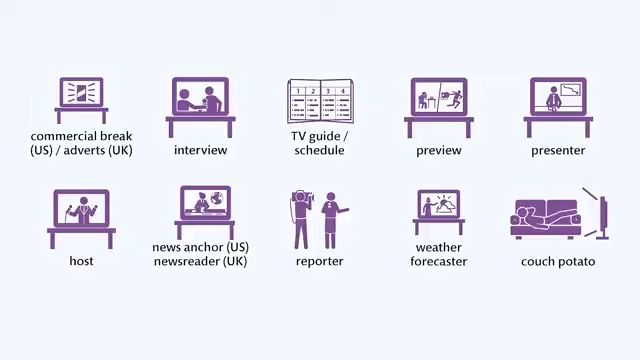 commercial break
(US) / adverts (UK)
interview
1 2 3 4
TV guide /
schedule
preview
presenter
host
news anchor (US)
newsreader (UK)
reporter
weather
forecaster
couch potato